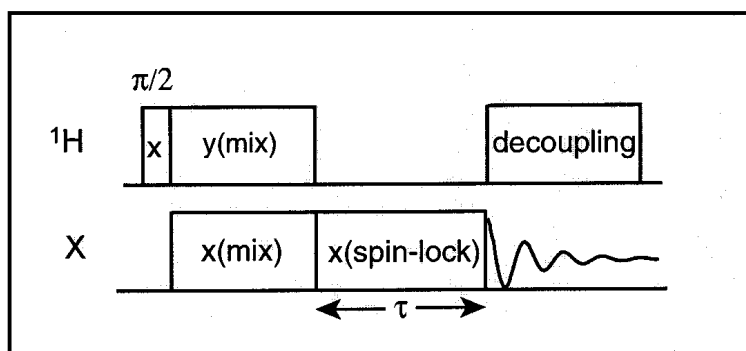 π/2
¹H x y(mix) decoupling
X x(mix) x(spin-lock)
τ